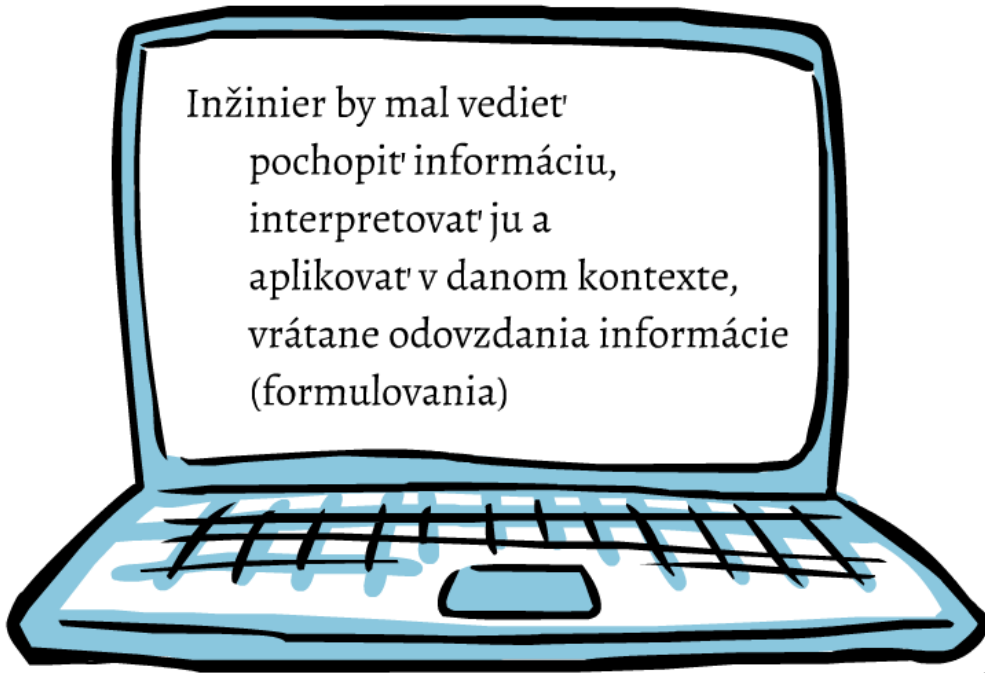 Inžinier by mal vedieť
pochopiť informáciu,
interpretovať ju a
aplikovať v danom kontexte,
vrátane odovzdania informácie
(formulovania)